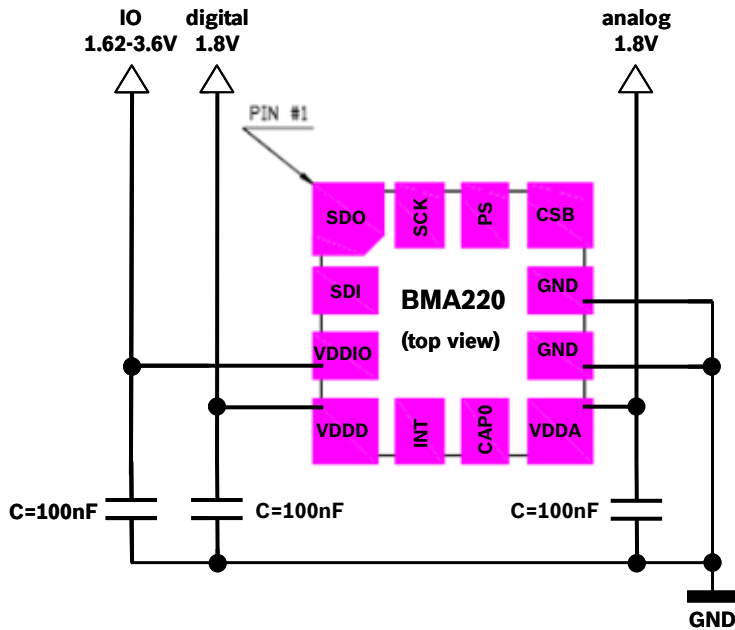 IO
1.62-3.6V
digital
1.8V
analog
1.8V
PIN #1
SDO
SCK
PS
CSB
SDI
BMA220
(top view)
GND
VDDIO
GND
VDDD
INT
CAP0
VDDA
C=100nF
C=100nF
C=100nF
GND